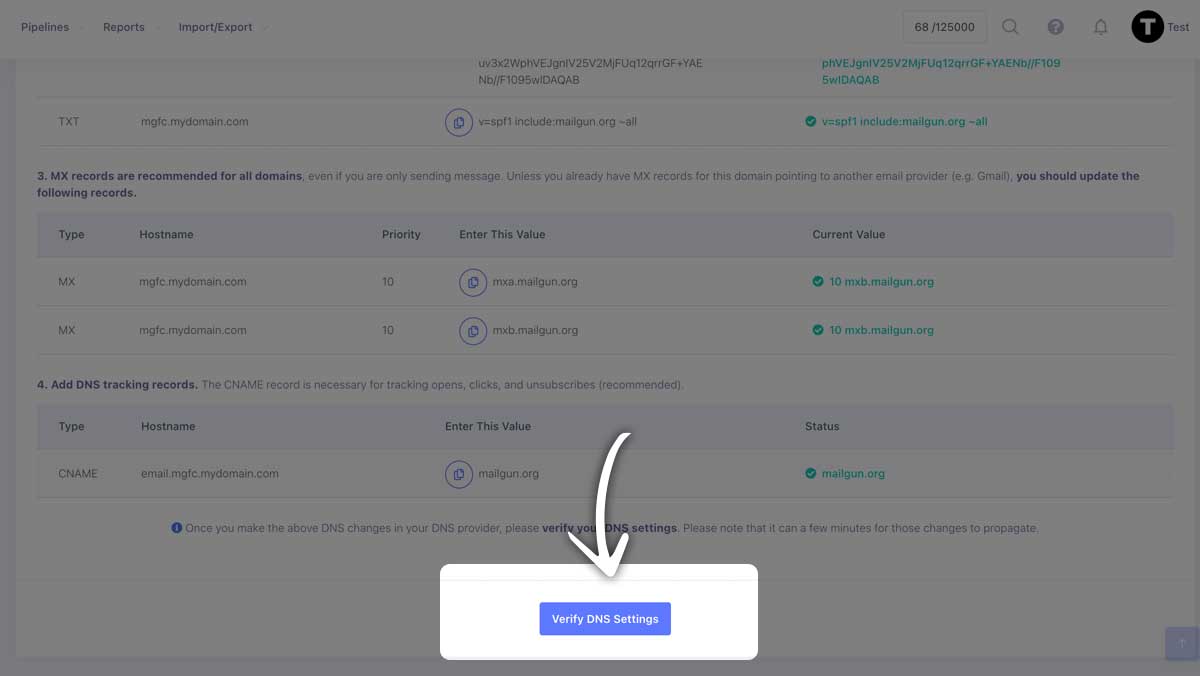 Pipelines Reports Import/Export 68 /125000 Test
uv3x2WphVEJgnIV25V2MjFUq12qrrGF+YAE phVEJgnIV25V2MjFUq12qrrGF+YAENb//F109
Nb//F1095wIDAQAB 5wIDAQAB
TXT mgfc.mydomain.com v=spf1 include:mailgun.org ~all v=spf1 include:mailgun.org ~all
3. MX records are recommended for all domains, even if you are only sending message. Unless you already have MX records for this domain pointing to another email provider (e.g. Gmail), you should update the
following records.
Type Hostname Priority Enter This Value Current Value
MX mgfc.mydomain.com 10 mxa.mailgun.org 10 mxb.mailgun.org
MX mgfc.mydomain.com 10 mxb.mailgun.org 10 mxb.mailgun.org
4. Add DNS tracking records. The CNAME record is necessary for tracking opens, clicks, and unsubscribes (recommended).
Type Hostname Enter This Value Status
CNAME email.mgfc.mydomain.com mailgun.org mailgun.org
Once you make the above DNS changes in your DNS provider, please verify your DNS settings. Please note that it can a few minutes for those changes to propagate.
Verify DNS Settings